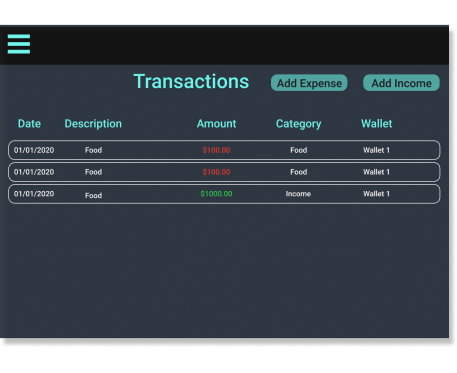 Transactions Add Expense Add Income
Date Description Amount Category Wallet
01/01/2020 Food $100.00 Food Wallet 1
01/01/2020 Food $100.00 Food Wallet 1
01/01/2020 Food $1000.00 Income Wallet 1